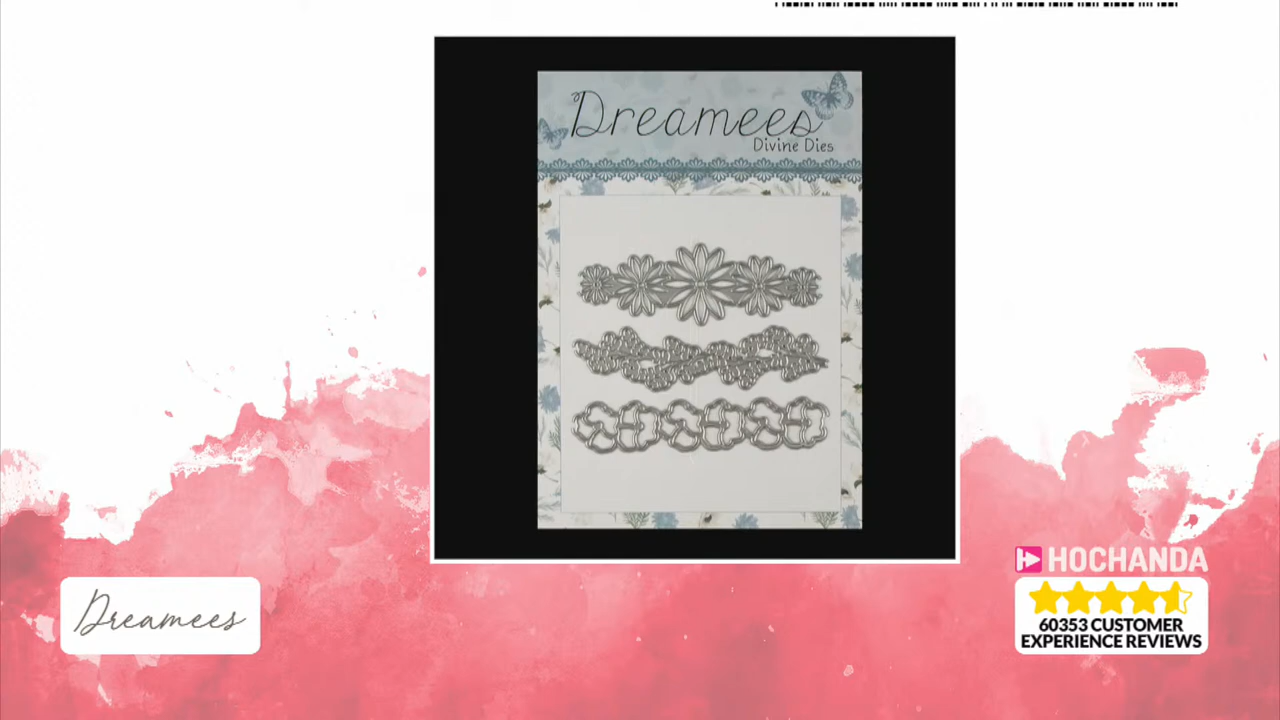 Dreamees
Divine Dies
Dreamees
HOCHANDA
60353 CUSTOMER
EXPERIENCE REVIEWS